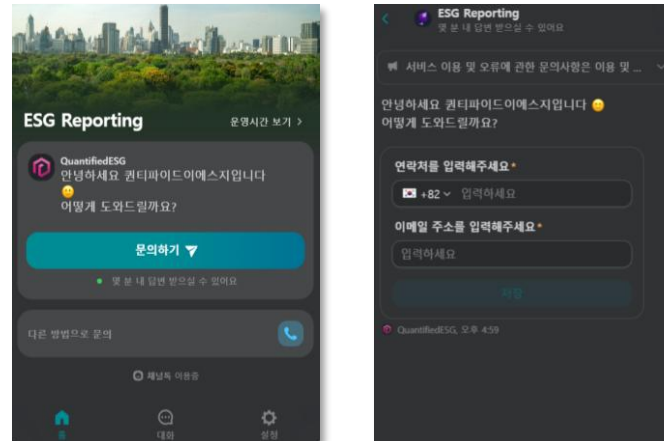 ESG Reporting
운영시간 보기 >
QuantifiedESG
안녕하세요 퀀티파이드이에스지입니다
🙂
어떻게 도와드릴까요?
문의하기
몇 분 내 답변 받으실 수 있어요
다른 방법으로 문의
채널톡 이용중
홈
대화
설정
ESG Reporting
몇 분 내 답변 받으실 수 있어요
서비스 이용 및 오류에 관한 문의사항은 이용 및 ...
안녕하세요 퀀티파이드이에스지입니다 🙂
어떻게 도와드릴까요?
연락처를 입력해주세요*
+82 입력하세요
이메일 주소를 입력해주세요*
입력하세요
저장
QuantifiedESG, 오후 4:59